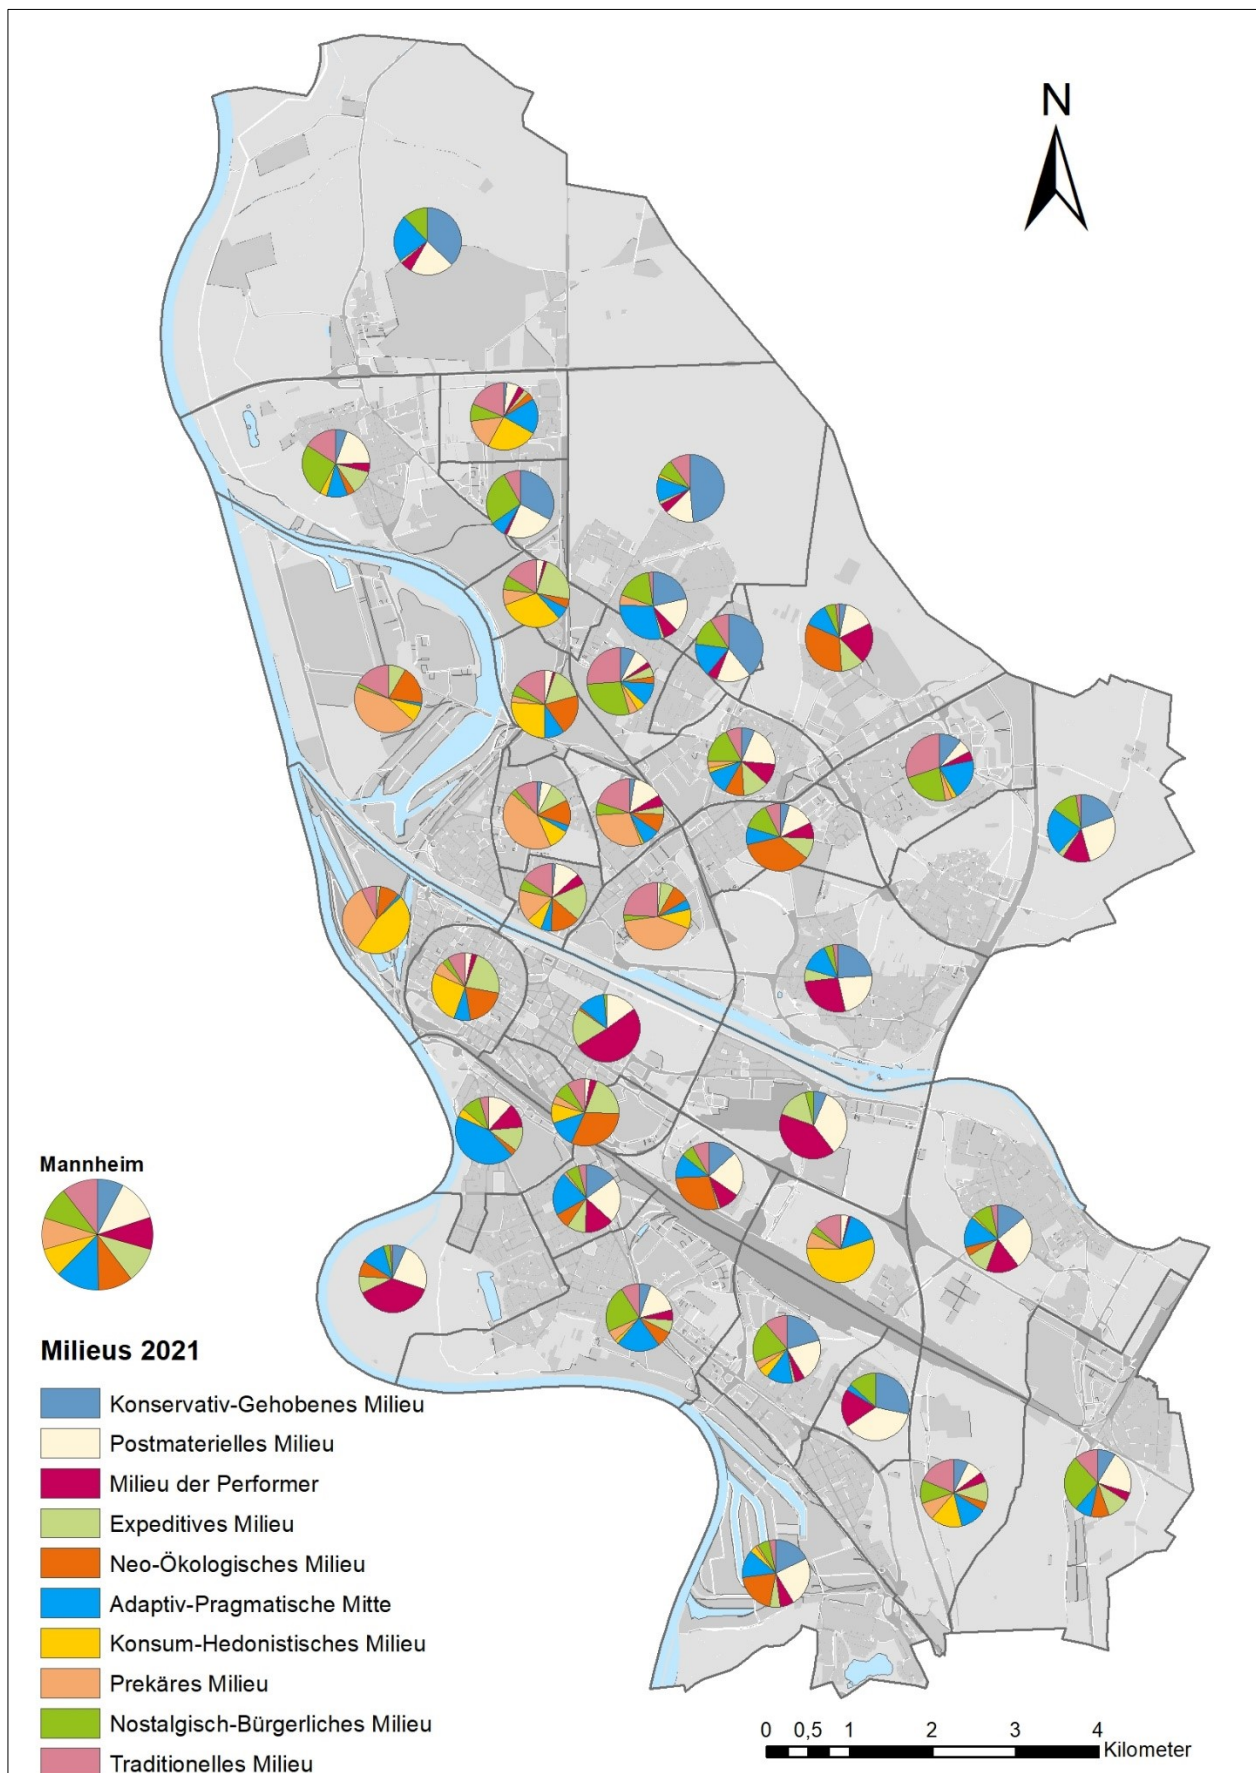 N
Mannheim
Milieus 2021
Konservativ-Gehobenes Milieu
Postmaterielles Milieu
Milieu der Performer
Expeditives Milieu
Neo-Ökologisches Milieu
Adaptiv-Pragmatische Mitte
Konsum-Hedonistisches Milieu
Prekäres Milieu
Nostalgisch-Bürgerliches Milieu
Traditionelles Milieu
0 0,5 1 2 3 4
Kilometer